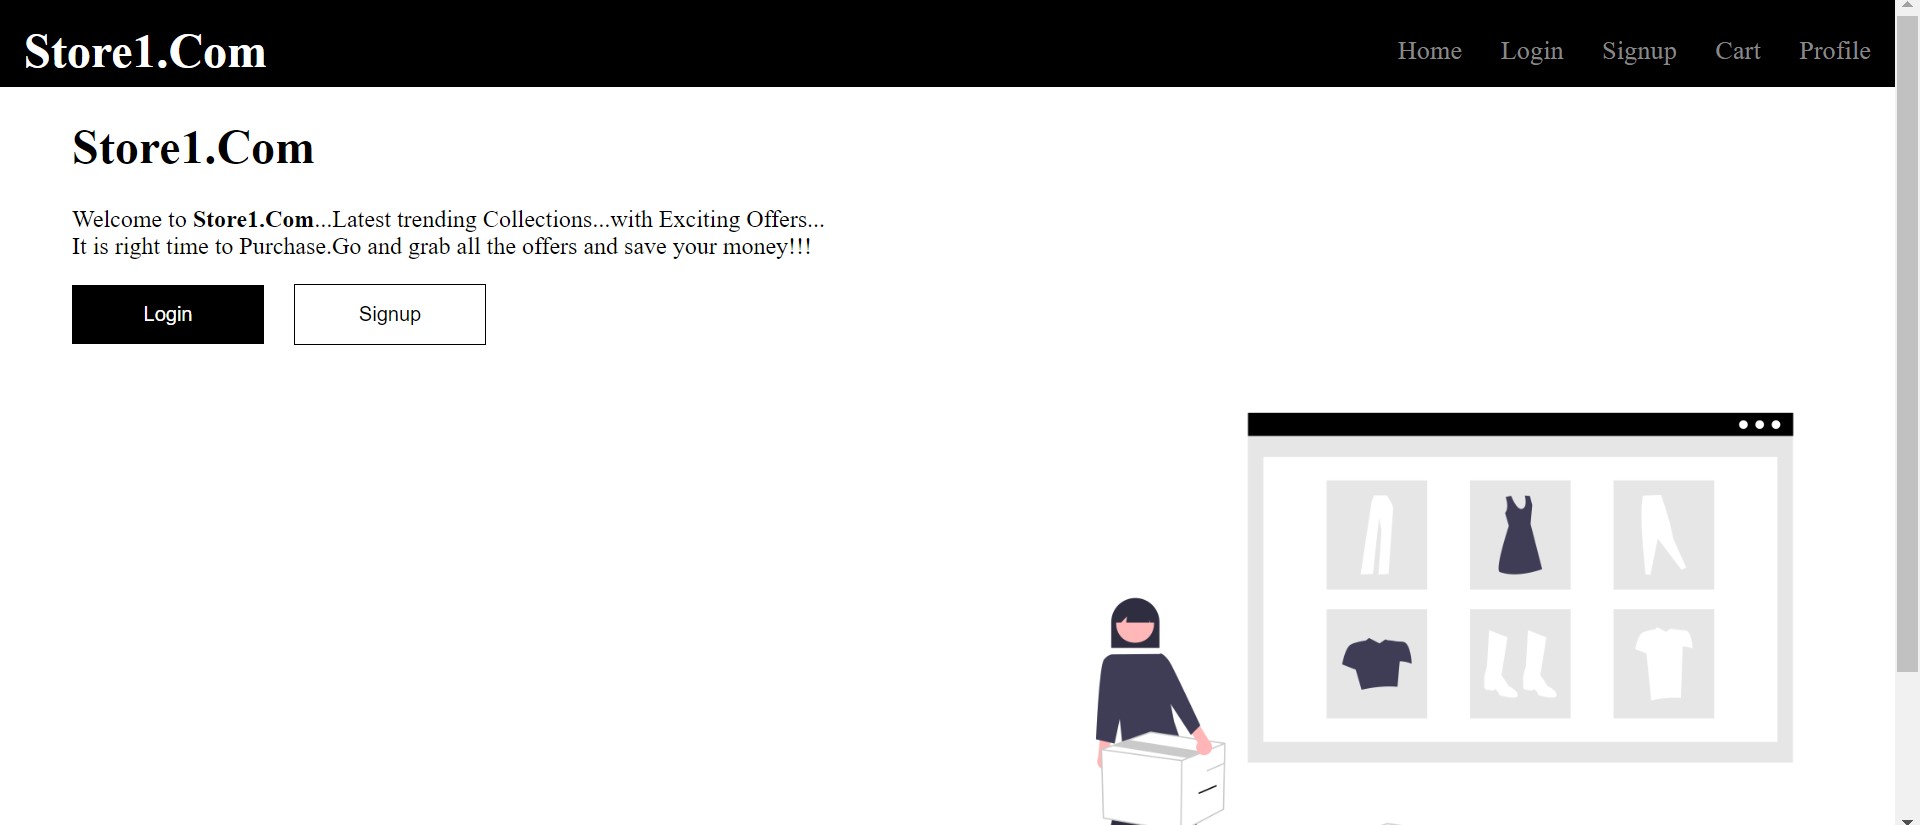 Store1.Com
Home Login Signup Cart Profile
Store1.Com
Welcome to Store1.Com...Latest trending Collections...with Exciting Offers...
It is right time to Purchase.Go and grab all the offers and save your money!!!
Login
Signup